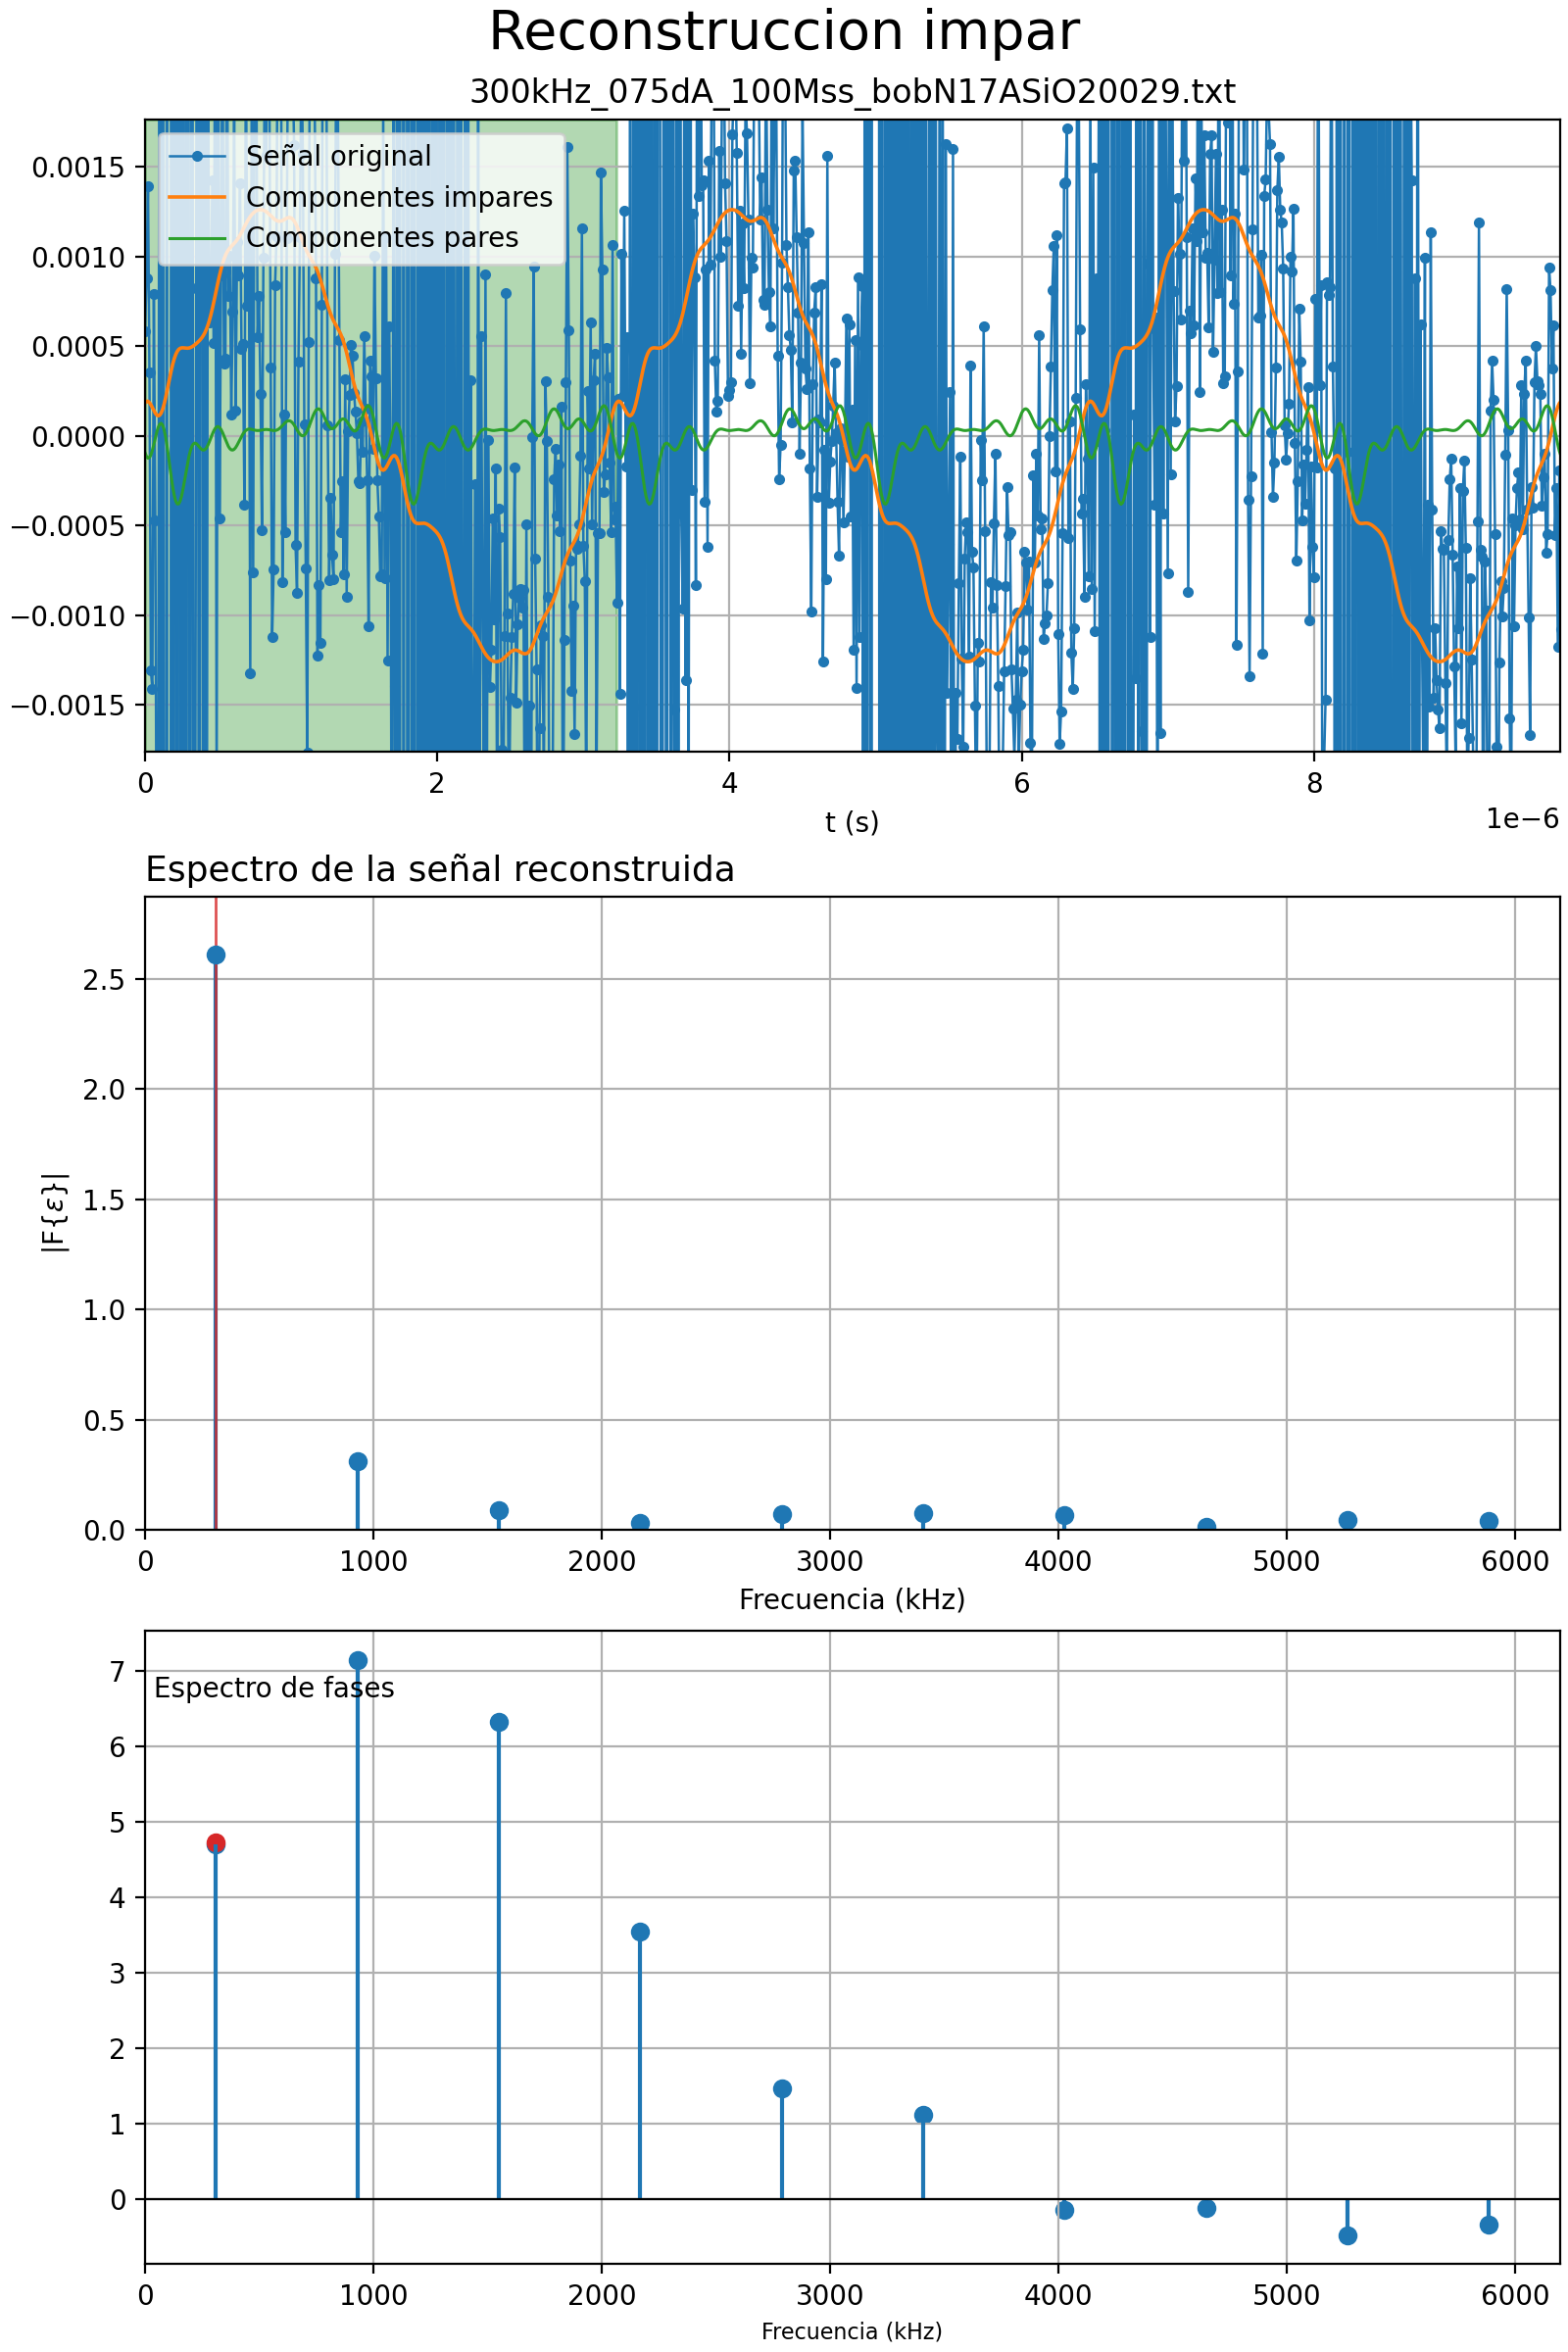 Reconstruccion impar
300kHz_075dA_100Mss_bobN17ASiO20029.txt
Señal original
Componentes impares
Componentes pares
0.0015
0.0010
0.0005
0.0000
−0.0005
−0.0010
−0.0015
0 2 4 6 8
1e−6
t (s)
Espectro de la señal reconstruida
|F{ε}|
2.5
2.0
1.5
1.0
0.5
0.0
0 1000 2000 3000 4000 5000 6000
Frecuencia (kHz)
Espectro de fases
7
6
5
4
3
2
1
0
0 1000 2000 3000 4000 5000 6000
Frecuencia (kHz)